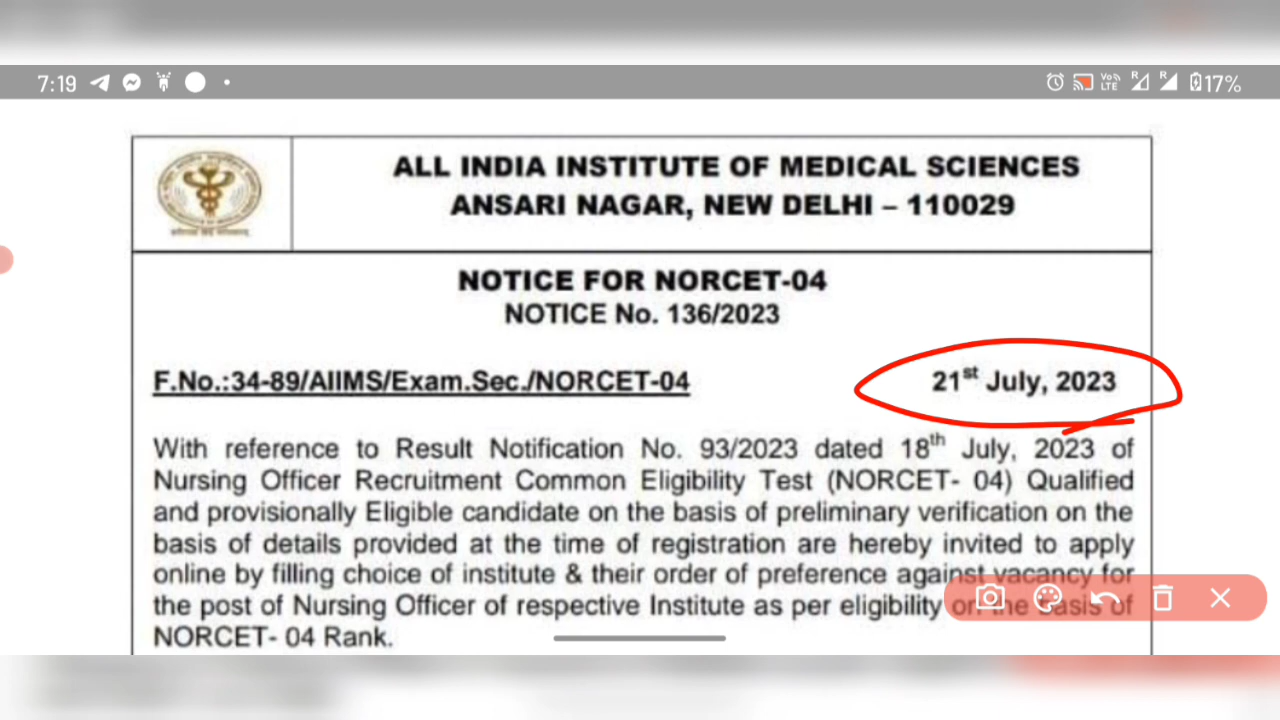 7:19
VoLTE R R 17%
ALL INDIA INSTITUTE OF MEDICAL SCIENCES
ANSARI NAGAR, NEW DELHI – 110029
NOTICE FOR NORCET-04
NOTICE No. 136/2023
F.No.:34-89/AIIMS/Exam.Sec./NORCET-04 21st July, 2023
With reference to Result Notification No. 93/2023 dated 18th July, 2023 of
Nursing Officer Recruitment Common Eligibility Test (NORCET- 04) Qualified
and provisionally Eligible candidate on the basis of preliminary verification on the
basis of details provided at the time of registration are hereby invited to apply
online by filling choice of institute & their order of preference against vacancy for
the post of Nursing Officer of respective Institute as per eligibility on the basis of
NORCET- 04 Rank.